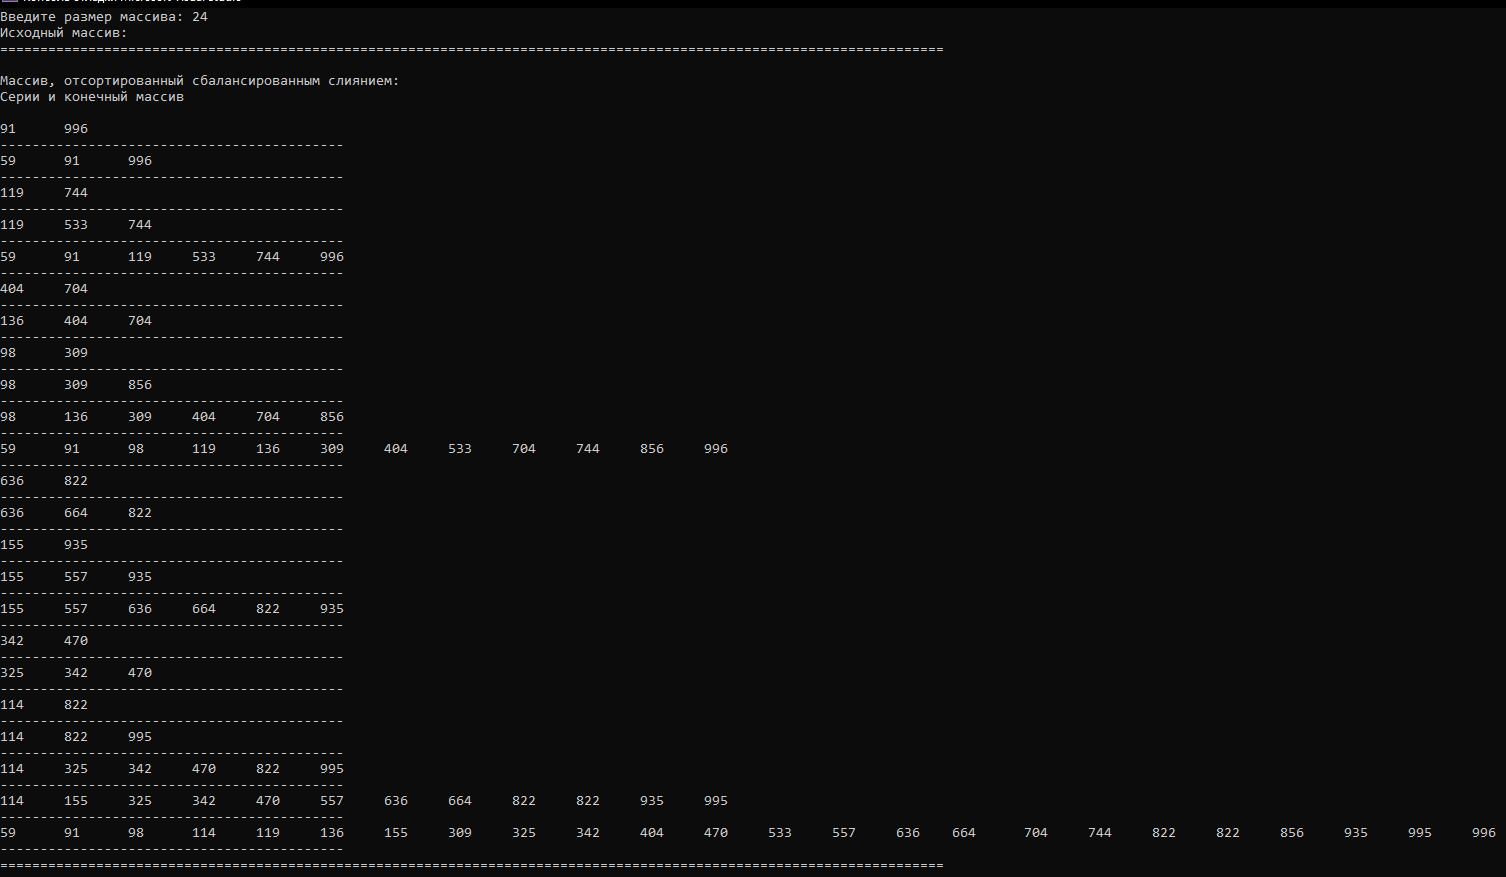 Введите размер массива: 24
Исходный массив:
======================================================================================================================
Массив, отсортированный сбалансированным слиянием:
Серии и конечный массив
91 996
-------------------------------------------
59 91 996
-------------------------------------------
119 744
-------------------------------------------
119 533 744
-------------------------------------------
59 91 119 533 744 996
-------------------------------------------
404 704
-------------------------------------------
136 404 704
-------------------------------------------
98 309
-------------------------------------------
98 309 856
-------------------------------------------
98 136 309 404 704 856
-------------------------------------------
59 91 98 119 136 309 404 533 704 744 856 996
-------------------------------------------
636 822
-------------------------------------------
636 664 822
-------------------------------------------
155 935
-------------------------------------------
155 557 935
-------------------------------------------
155 557 636 664 822 935
-------------------------------------------
342 470
-------------------------------------------
325 342 470
-------------------------------------------
114 822
-------------------------------------------
114 822 995
-------------------------------------------
114 325 342 470 822 995
-------------------------------------------
114 155 325 342 470 557 636 664 822 822 935 995
-------------------------------------------
59 91 98 114 119 136 155 309 325 342 404 470 533 557 636 664 704 744 822 822 856 935 995 996
-------------------------------------------
======================================================================================================================